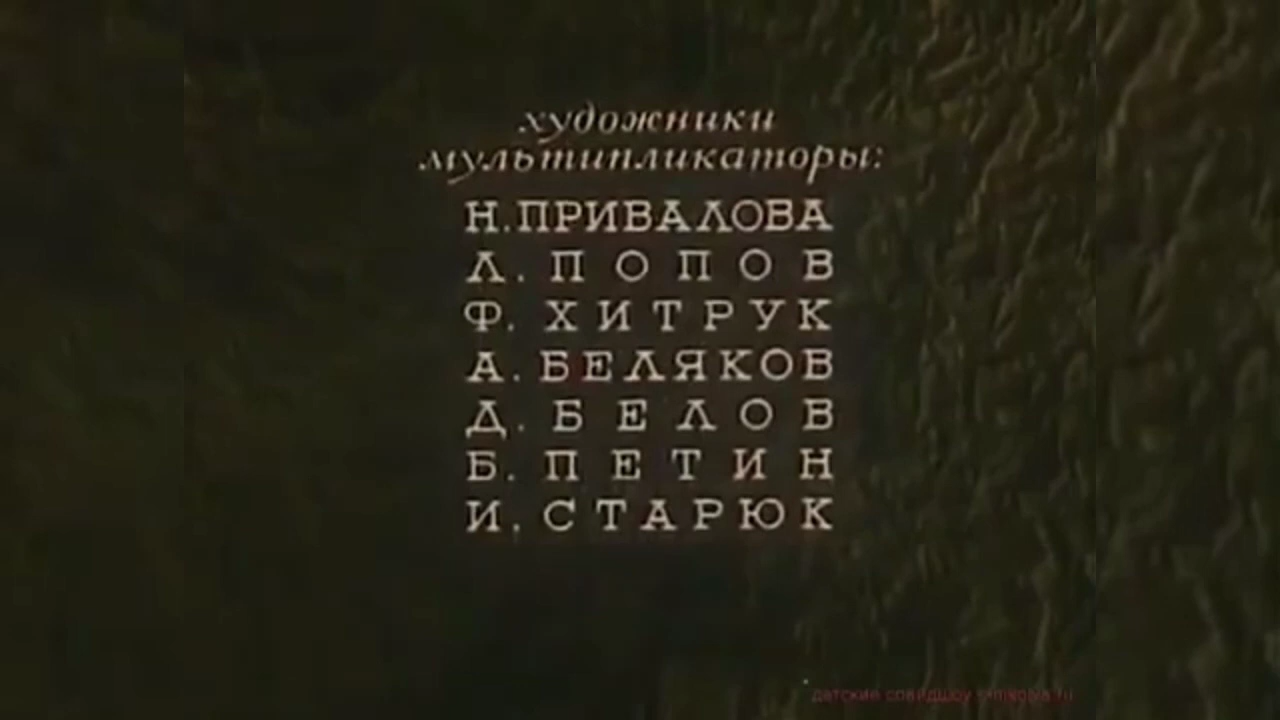 художники
мультипликаторы:
Н. ПРИВАЛОВА
Л. ПОПОВ
Ф. ХИТРУК
А. БЕЛЯКОВ
Д. БЕЛОВ
Б. ПЕТИН
И. СТАРЮК